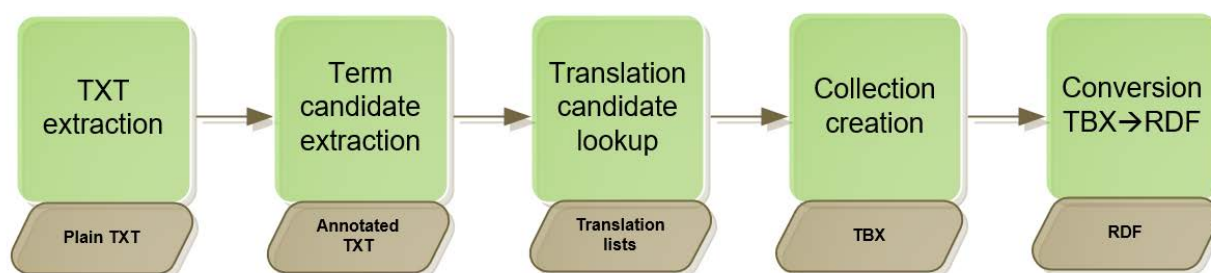 TXT
extraction
Plain TXT
Term
candidate
extraction
Annotated
TXT
Translation
candidate
lookup
Translation
lists
Collection
creation
TBX
Conversion
TBX→RDF
RDF